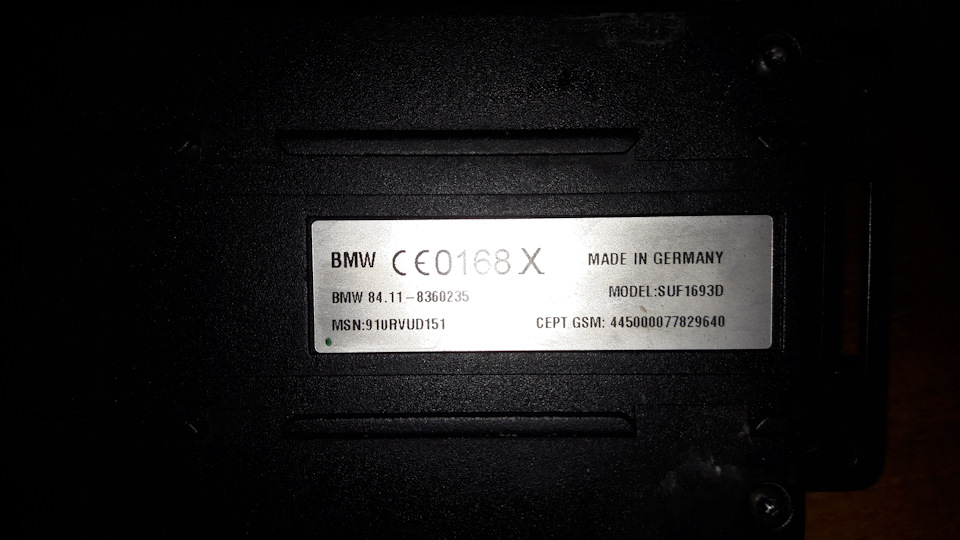 BMW CE0168 X MADE IN GERMANY
BMW 84.11-8360235 MODEL:SUF1693D
MSN:910RVUD151 CEPT GSM: 445000077829640